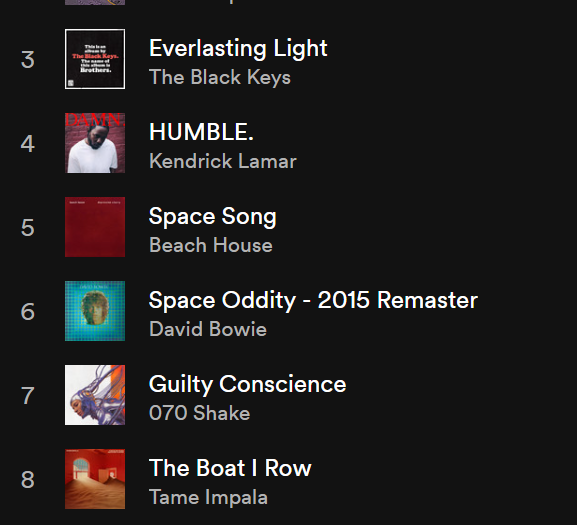 3
This is an
album by
The Black Keys.
The name of
this album is
Brothers.
Everlasting Light
The Black Keys
4
DAMN.
HUMBLE.
Kendrick Lamar
5
Space Song
Beach House
6
Space Oddity - 2015 Remaster
David Bowie
7
Guilty Conscience
070 Shake
8
The Boat I Row
Tame Impala